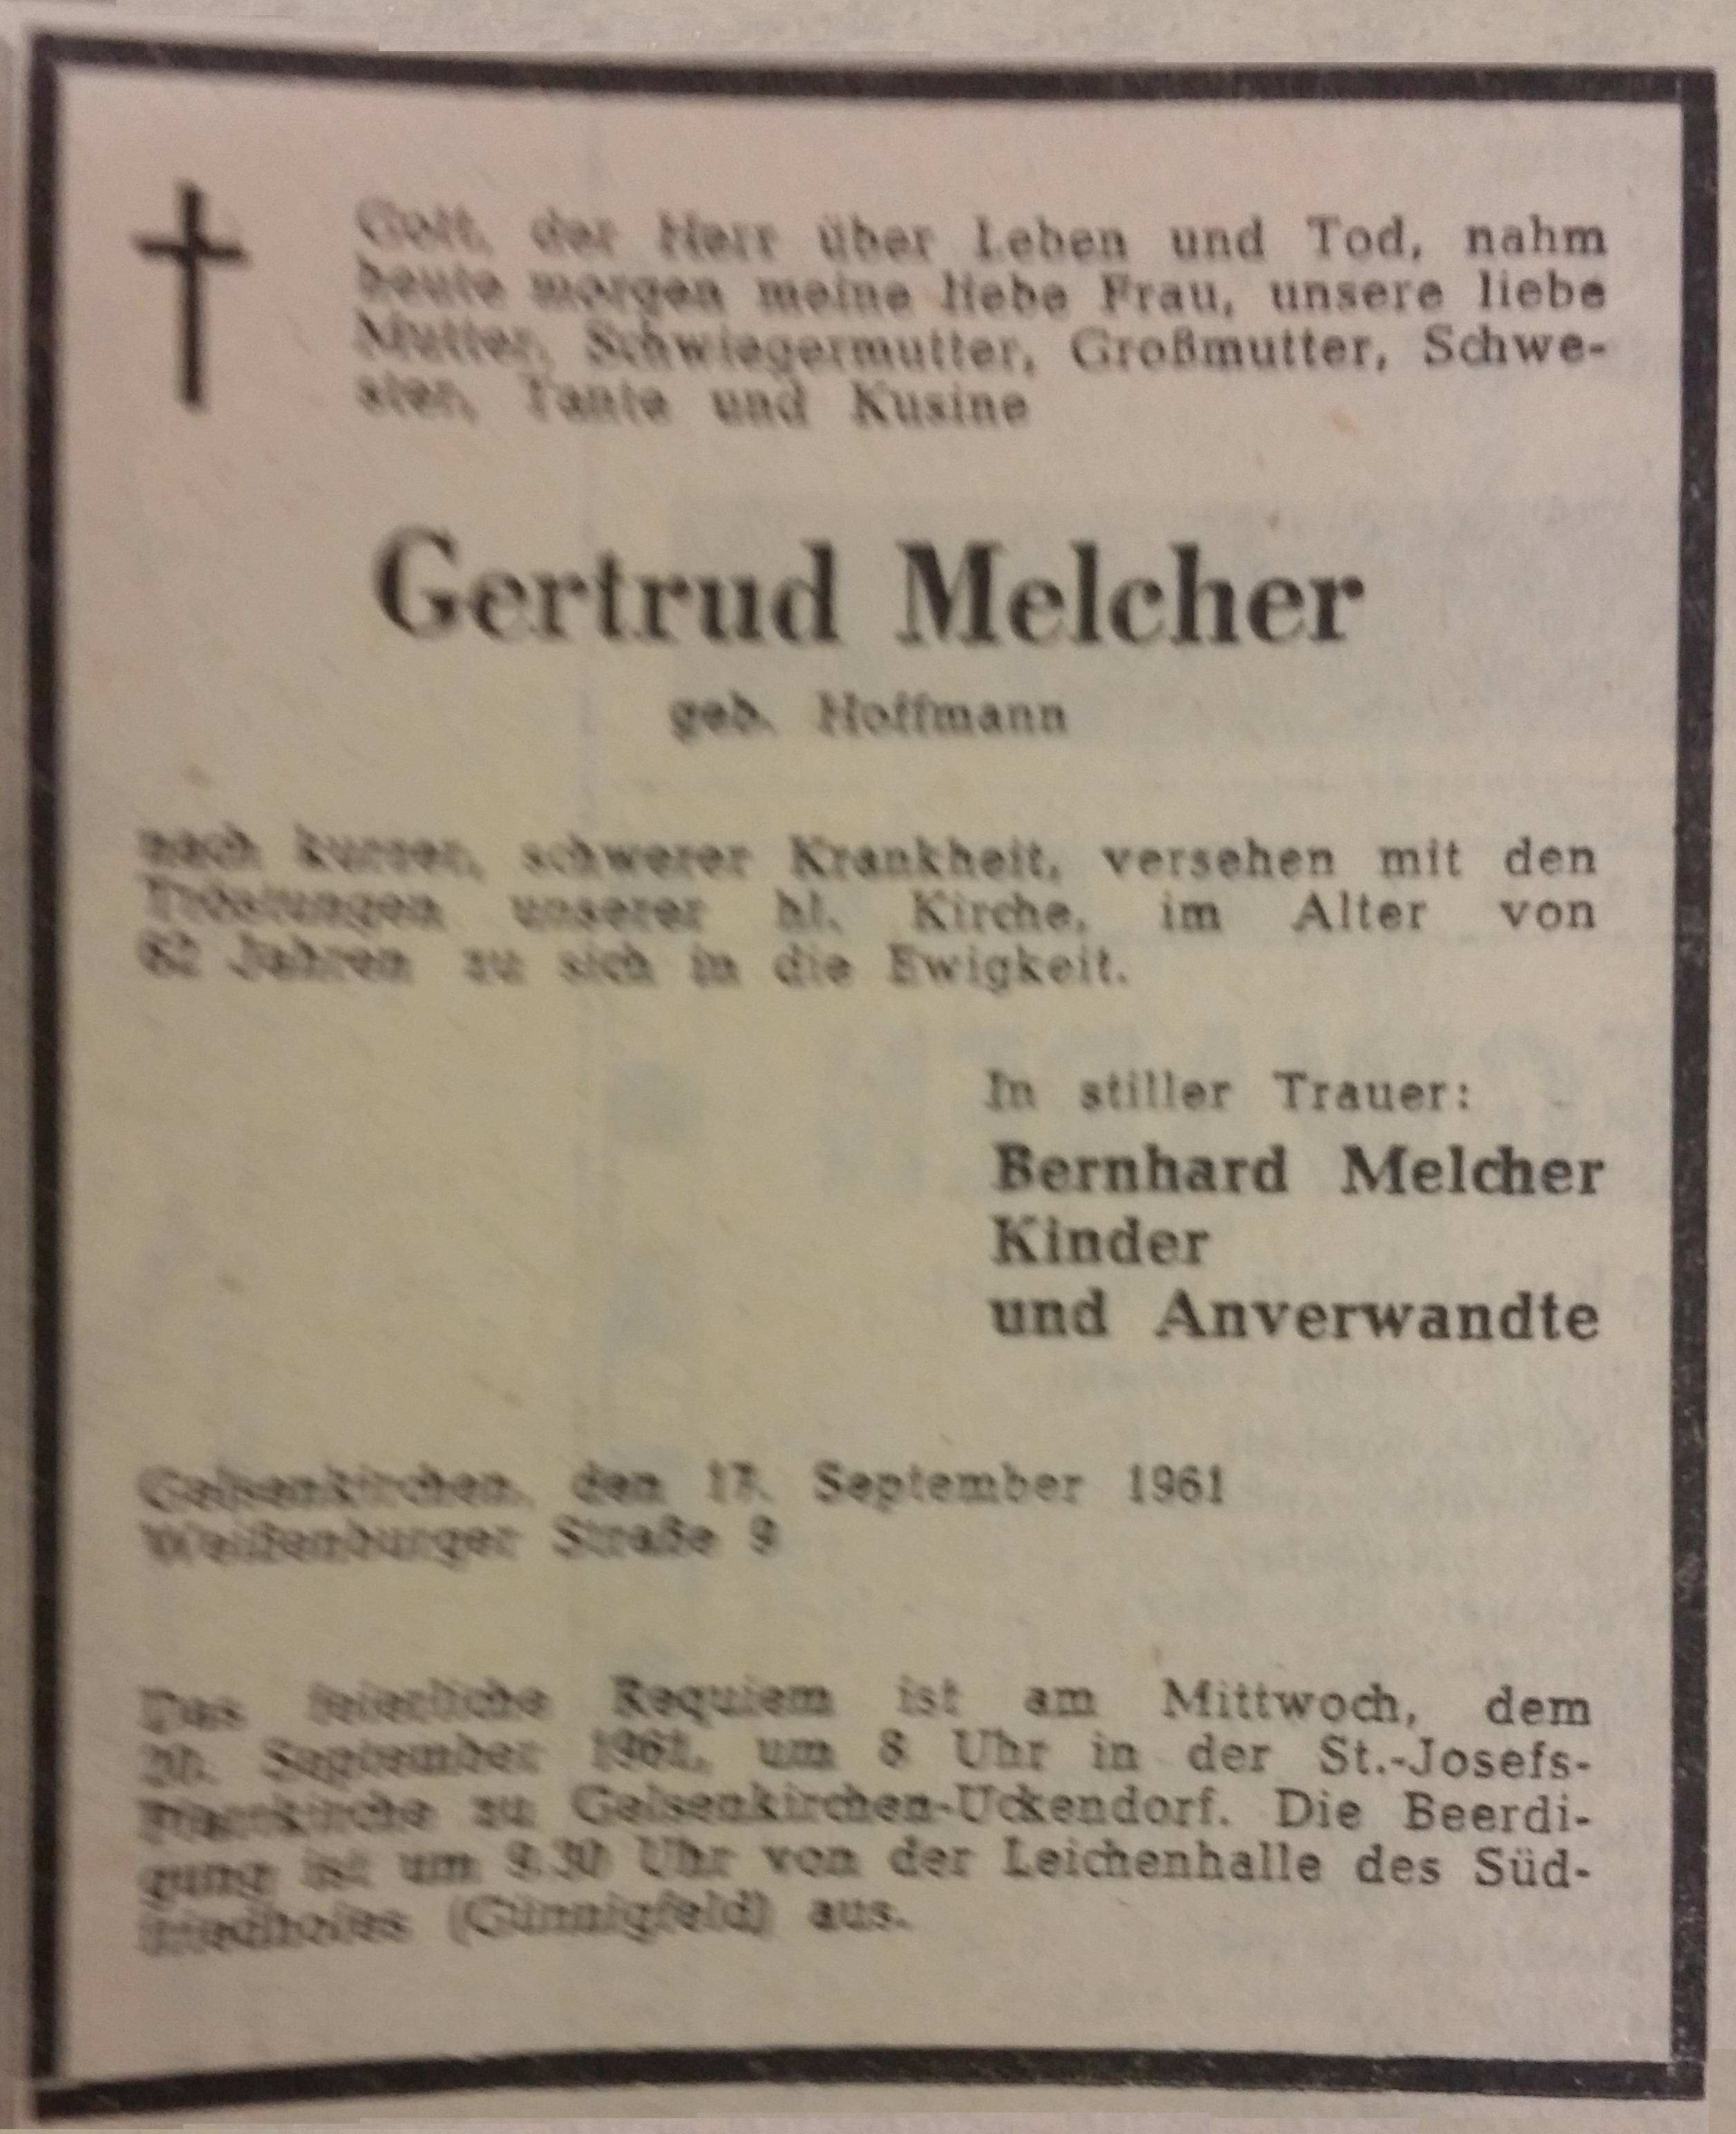 Gott, der Herr über Leben und Tod, nahm
heute morgen meine liebe Frau, unsere liebe
Mutter, Schwiegermutter, Großmutter, Schwe-
ster, Tante und Kusine
Gertrud Melcher
geb. Hoffmann
nach kurzer, schwerer Krankheit, versehen mit den
Tröstungen unserer hl. Kirche, im Alter von
62 Jahren zu sich in die Ewigkeit.
In stiller Trauer:
Bernhard Melcher
Kinder
und Anverwandte
Gelsenkirchen, den 17. September 1961
Weißenburger Straße 9
Das feierliche Requiem ist am Mittwoch, dem
20. September 1961, um 8 Uhr in der St.-Josefs-
Pfarrkirche zu Gelsenkirchen-Uckendorf. Die Beerdi-
gung ist um 9.30 Uhr von der Leichenhalle des Süd-
friedhofes (Günnigfeld) aus.